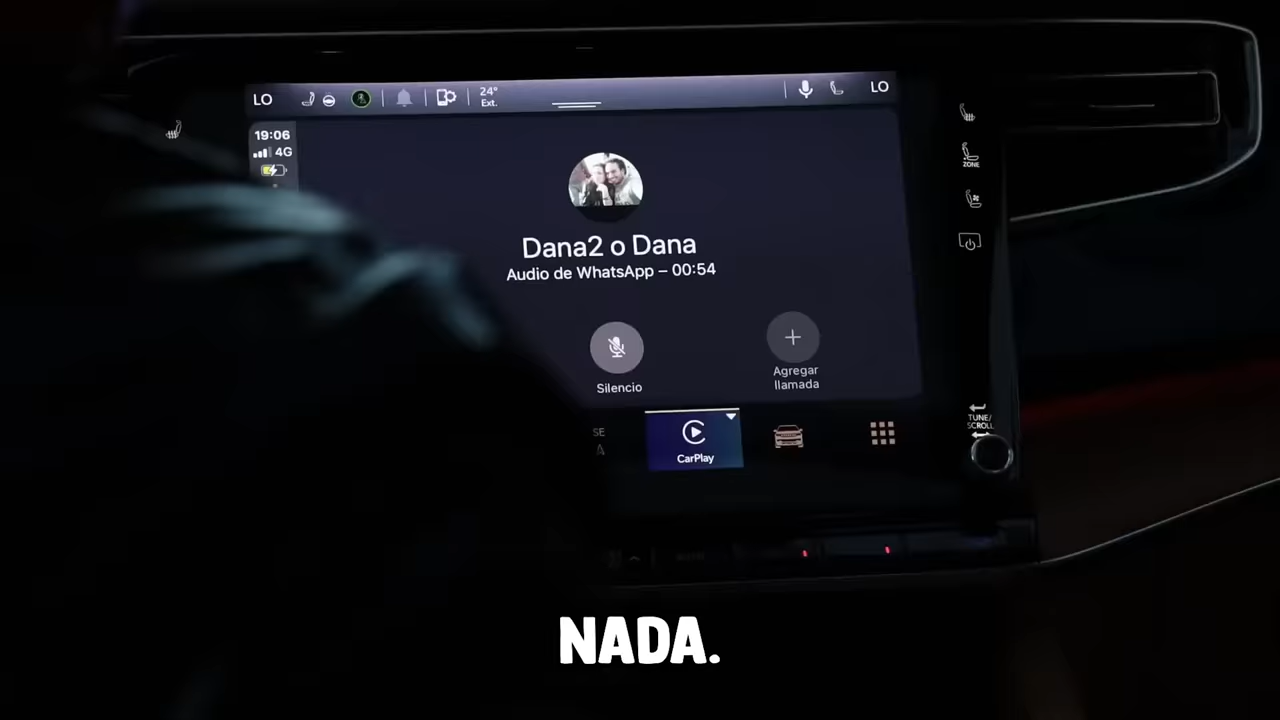 LO
24°
Ext.
LO
19:06
4G
ZONE
Dana2 o Dana
Audio de WhatsApp – 00:54
Silencio
Agregar
llamada
SE
A
CarPlay
TUNE/
SCROLL
NADA.